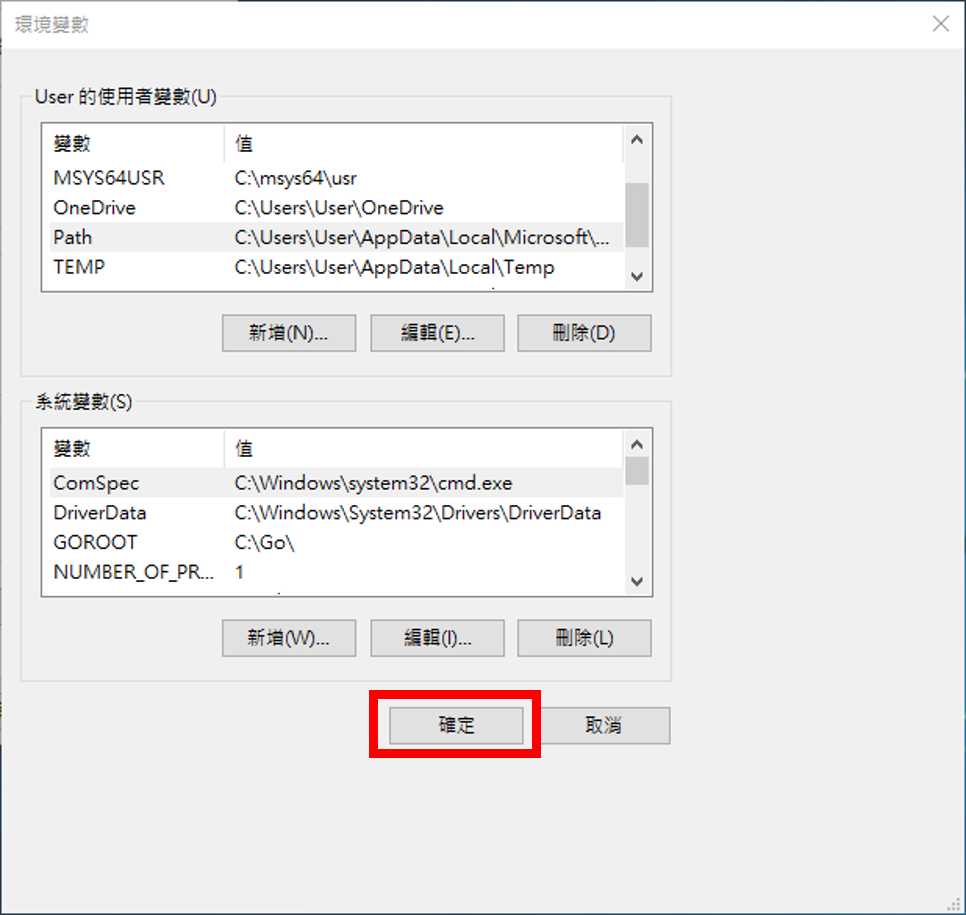 環境變數
User 的使用者變數(U)
變數 值
MSYS64USR C:\msys64\usr
OneDrive C:\Users\User\OneDrive
Path C:\Users\User\AppData\Local\Microsoft\...
TEMP C:\Users\User\AppData\Local\Temp
新增(N)... 編輯(E)... 刪除(D)
系統變數(S)
變數 值
ComSpec C:\Windows\system32\cmd.exe
DriverData C:\Windows\System32\Drivers\DriverData
GOROOT C:\Go\
NUMBER_OF_PR... 1
新增(W)... 編輯(I)... 刪除(L)
確定 取消